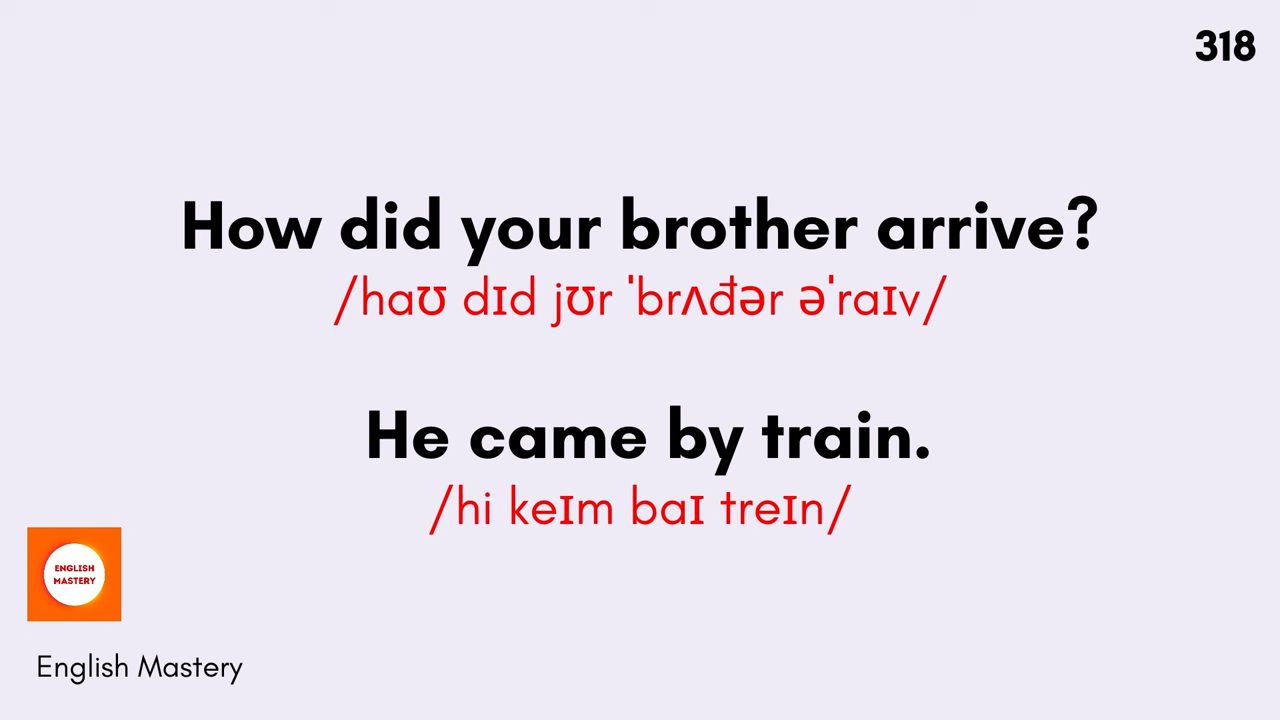 318
How did your brother arrive?
/haʊ dɪd jʊr ˈbrʌđər əˈraɪv/
He came by train.
/hi keɪm baɪ treɪn/
ENGLISH
MASTERY
English Mastery